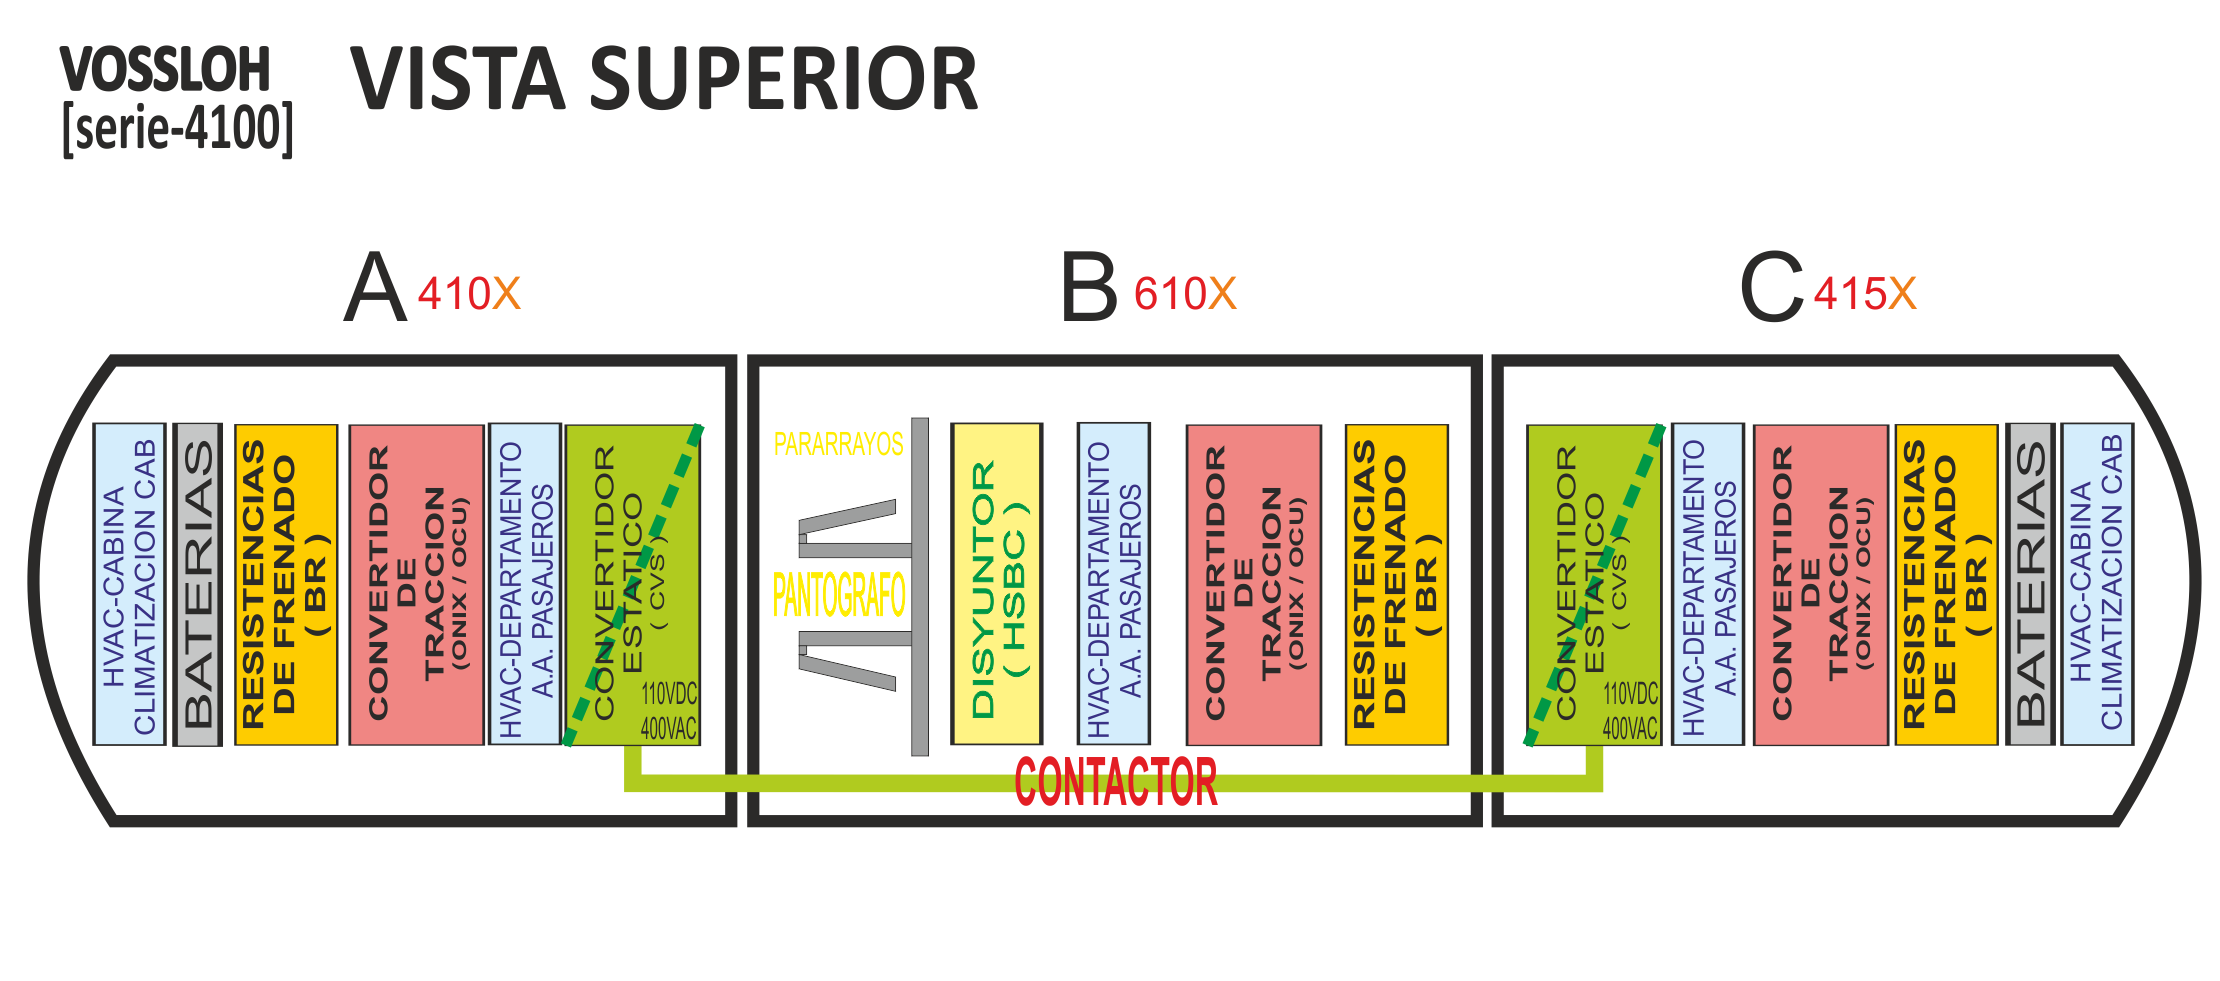 VOSSLOH
[serie-4100]
VISTA SUPERIOR
A 410X
B 610X
C 415X
HVAC-CABINA
CLIMATIZACION CAB
BATERIAS
RESISTENCIAS
DE FRENADO
( BR )
CONVERTIDOR
DE
TRACCION
(ONIX / OCU)
HVAC-DEPARTAMENTO
A.A. PASAJEROS
CONVERTIDOR
ESTATICO
( CVS )
110VDC
400VAC
PARARRAYOS
PANTOGRAFO
DISYUNTOR
( HSBC )
HVAC-DEPARTAMENTO
A.A. PASAJEROS
CONVERTIDOR
DE
TRACCION
(ONIX / OCU)
RESISTENCIAS
DE FRENADO
( BR )
CONTACTOR
CONVERTIDOR
ESTATICO
( CVS )
110VDC
400VAC
HVAC-DEPARTAMENTO
A.A. PASAJEROS
CONVERTIDOR
DE
TRACCION
(ONIX / OCU)
RESISTENCIAS
DE FRENADO
( BR )
BATERIAS
HVAC-CABINA
CLIMATIZACION CAB